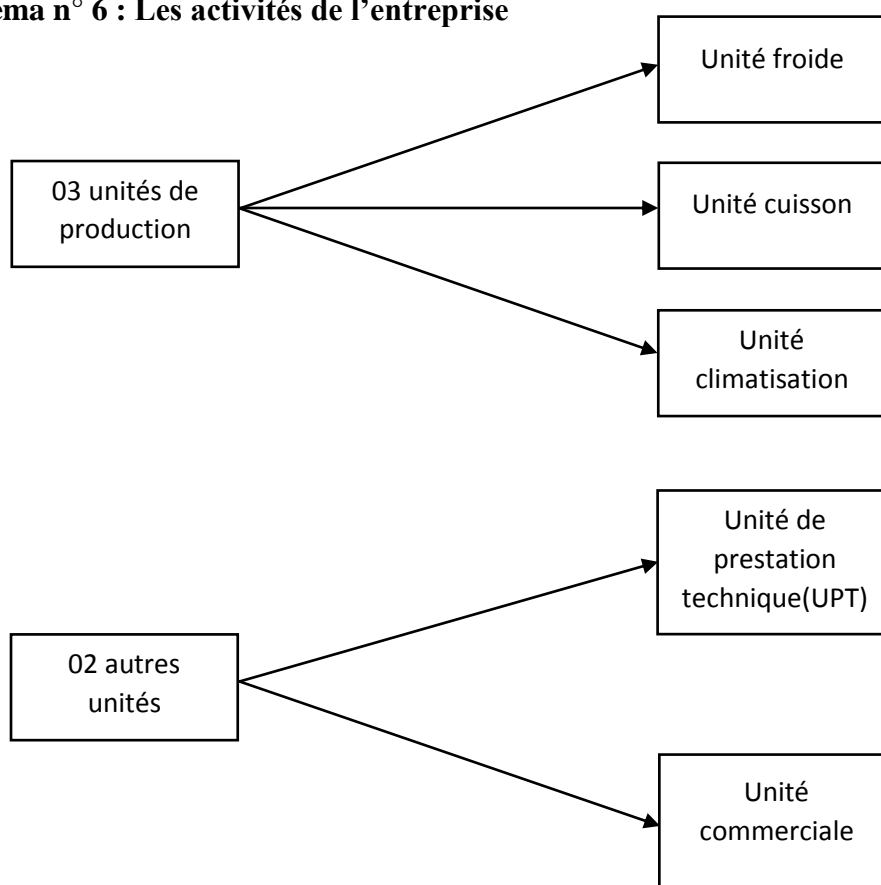 ma n° 6 : Les activités de l’entreprise
Unité froide
03 unités de
production
Unité cuisson
Unité
climatisation
Unité de
prestation
technique(UPT)
02 autres
unités
Unité
commerciale